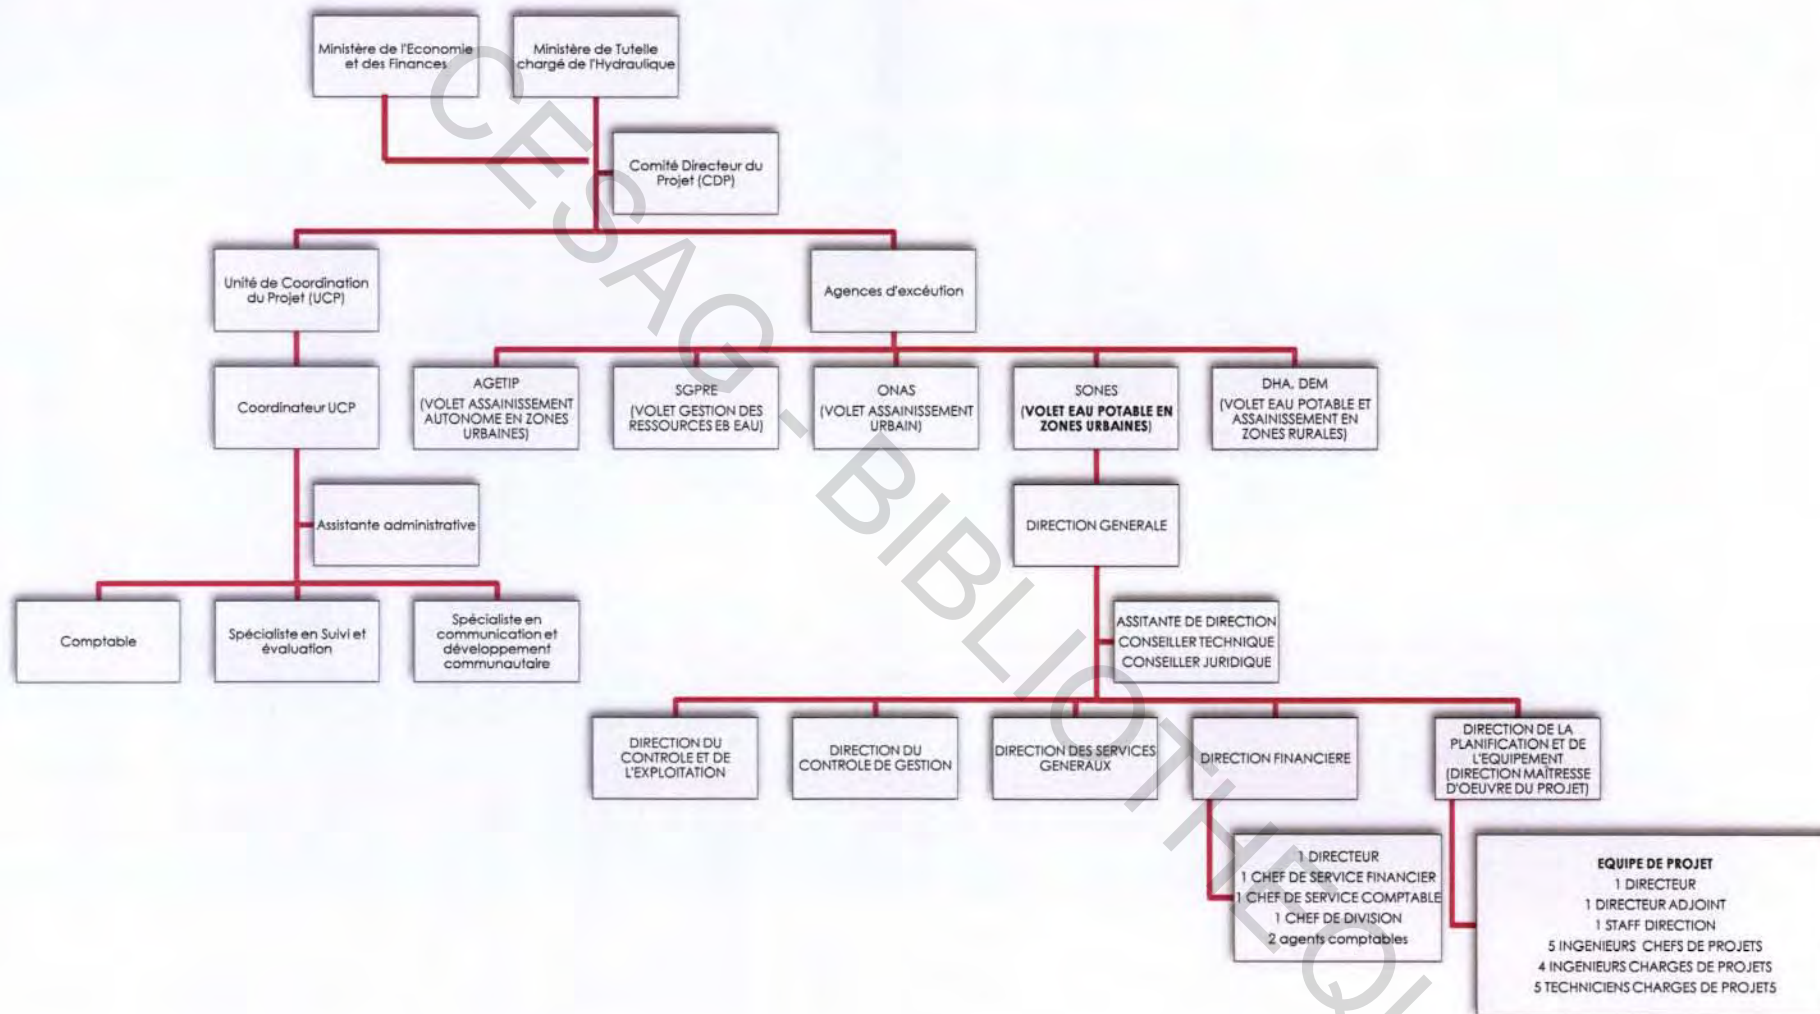 Ministère de l'Economie
et des Finances
Ministère de Tutelle
chargé de l'Hydraulique
Comité Directeur du
Projet (CDP)
Unité de Coordination
du Projet (UCP)
Agences d'excéution
Coordinateur UCP
AGETIP
(VOLET ASSAINISSEMENT
AUTONOME EN ZONES
URBAINES)
SGPRE
(VOLET GESTION DES
RESSOURCES EB EAU)
ONAS
(VOLET ASSAINISSEMENT
URBAIN)
SONES
(VOLET EAU POTABLE EN
ZONES URBAINES)
DHA, DEM
(VOLET EAU POTABLE ET
ASSAINISSEMENT EN
ZONES RURALES)
Assistante administrative
DIRECTION GENERALE
Comptable
Spécialiste en Suivi et
évaluation
Spécialiste en
communication et
développement
communautaire
ASSITANTE DE DIRECTION
CONSEILLER TECHNIQUE
CONSEILLER JURIDIQUE
DIRECTION DU
CONTROLE ET DE
L'EXPLOITATION
DIRECTION DU
CONTROLE DE GESTION
DIRECTION DES SERVICES
GENERAUX
DIRECTION FINANCIERE
DIRECTION DE LA
PLANIFICATION ET DE
L'EQUIPEMENT
(DIRECTION MAÎTRESSE
D'OEUVRE DU PROJET)
1 DIRECTEUR
1 CHEF DE SERVICE FINANCIER
1 CHEF DE SERVICE COMPTABLE
1 CHEF DE DIVISION
2 agents comptables
EQUIPE DE PROJET
1 DIRECTEUR
1 DIRECTEUR ADJOINT
1 STAFF DIRECTION
5 INGENIEURS CHEFS DE PROJETS
4 INGENIEURS CHARGES DE PROJETS
5 TECHNICIENS CHARGES DE PROJETS
CESAG - BIBLIOTHEQU